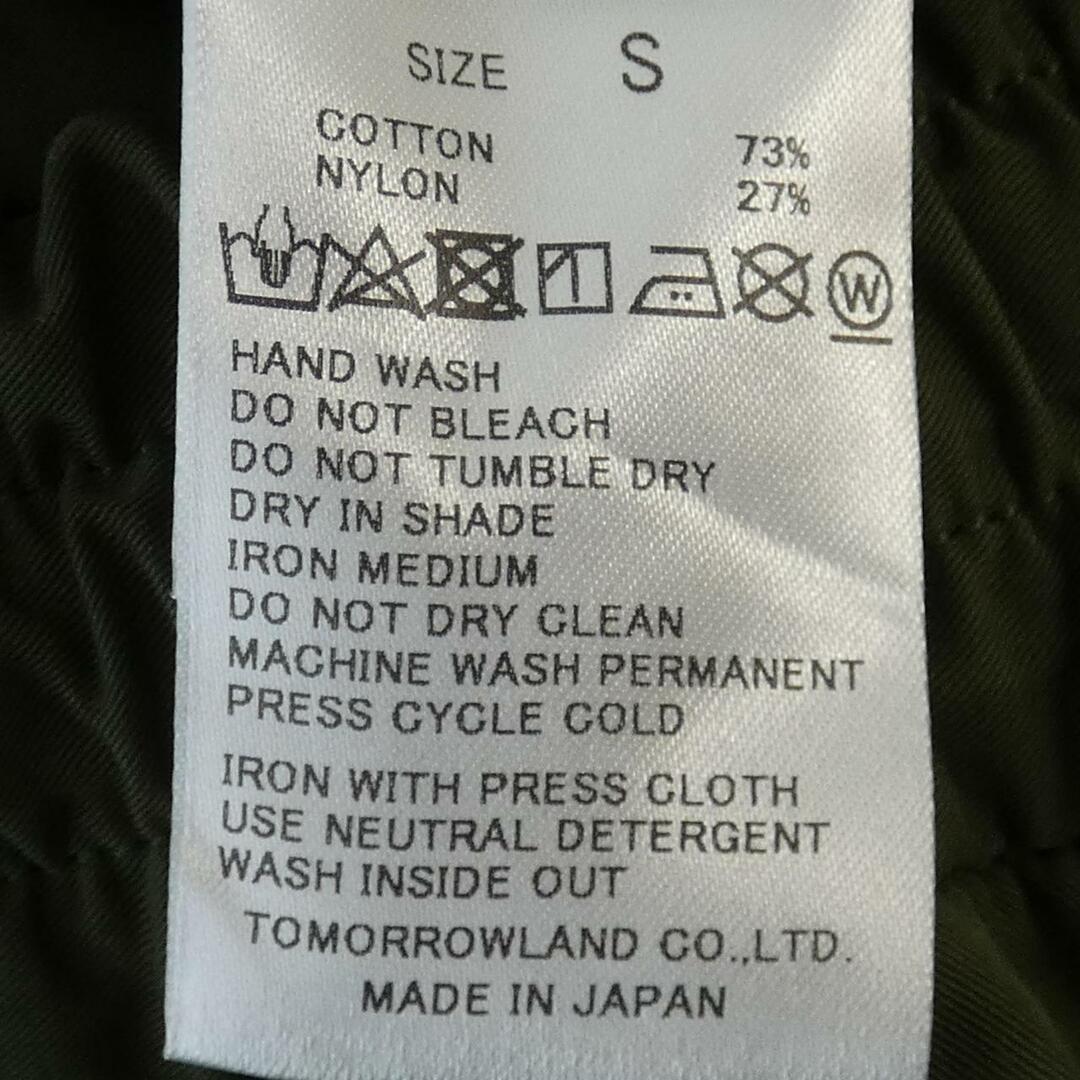 SIZE S
COTTON 73%
NYLON 27%
W
HAND WASH
DO NOT BLEACH
DO NOT TUMBLE DRY
DRY IN SHADE
IRON MEDIUM
DO NOT DRY CLEAN
MACHINE WASH PERMANENT
PRESS CYCLE COLD
IRON WITH PRESS CLOTH
USE NEUTRAL DETERGENT
WASH INSIDE OUT
TOMORROWLAND CO.,LTD.
MADE IN JAPAN